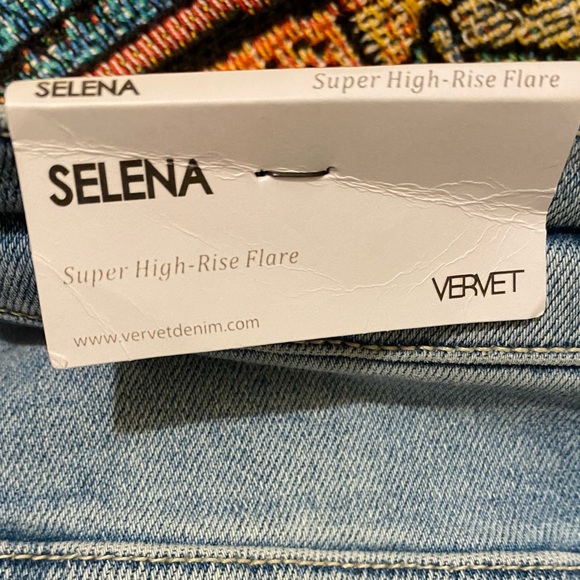 SELENA Super High-Rise Flare
SELENA
Super High-Rise Flare
VERVET
www.vervetdenim.com